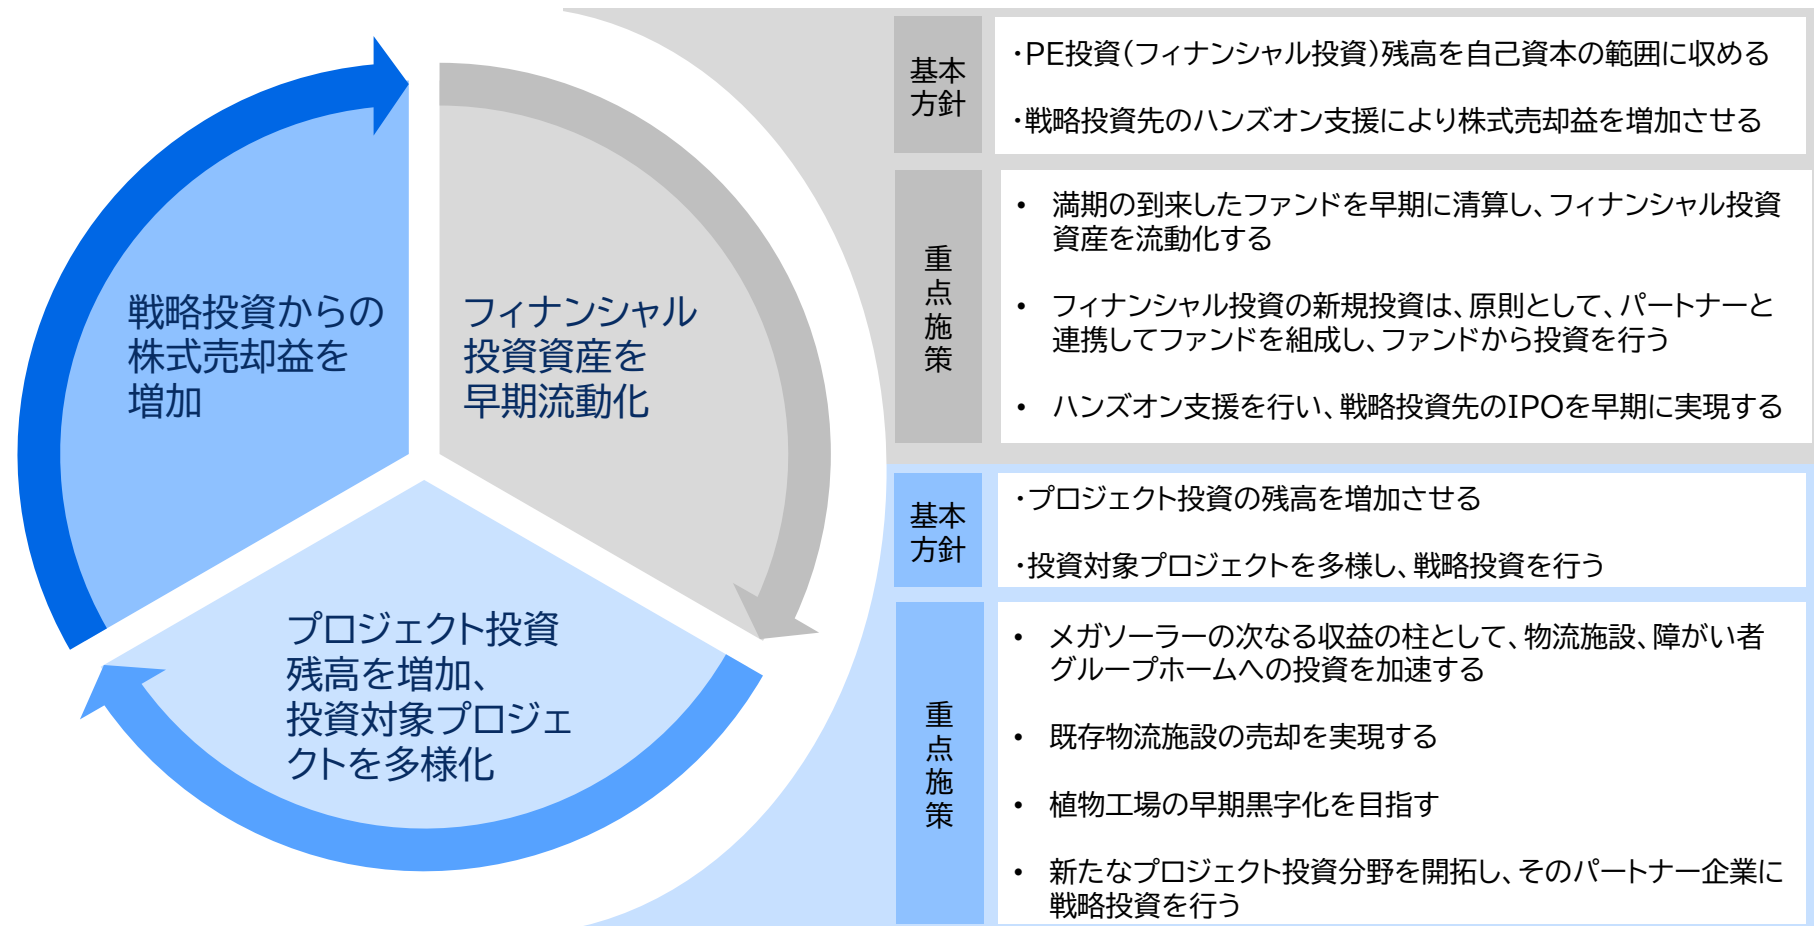 戦略投資からの
株式売却益を
増加
フィナンシャル
投資資産を
早期流動化
プロジェクト投資
残高を増加、
投資対象プロジェ
クトを多様化
基本
方針
・PE投資(フィナンシャル投資)残高を自己資本の範囲に収める
・戦略投資先のハンズオン支援により株式売却益を増加させる
重
点
施
策
• 満期の到来したファンドを早期に清算し、フィナンシャル投資
資産を流動化する
• フィナンシャル投資の新規投資は、原則として、パートナーと
連携してファンドを組成し、ファンドから投資を行う
• ハンズオン支援を行い、戦略投資先のIPOを早期に実現する
基本
方針
・プロジェクト投資の残高を増加させる
・投資対象プロジェクトを多様し、戦略投資を行う
重
点
施
策
• メガソーラーの次なる収益の柱として、物流施設、障がい者
グループホームへの投資を加速する
• 既存物流施設の売却を実現する
• 植物工場の早期黒字化を目指す
• 新たなプロジェクト投資分野を開拓し、そのパートナー企業に
戦略投資を行う